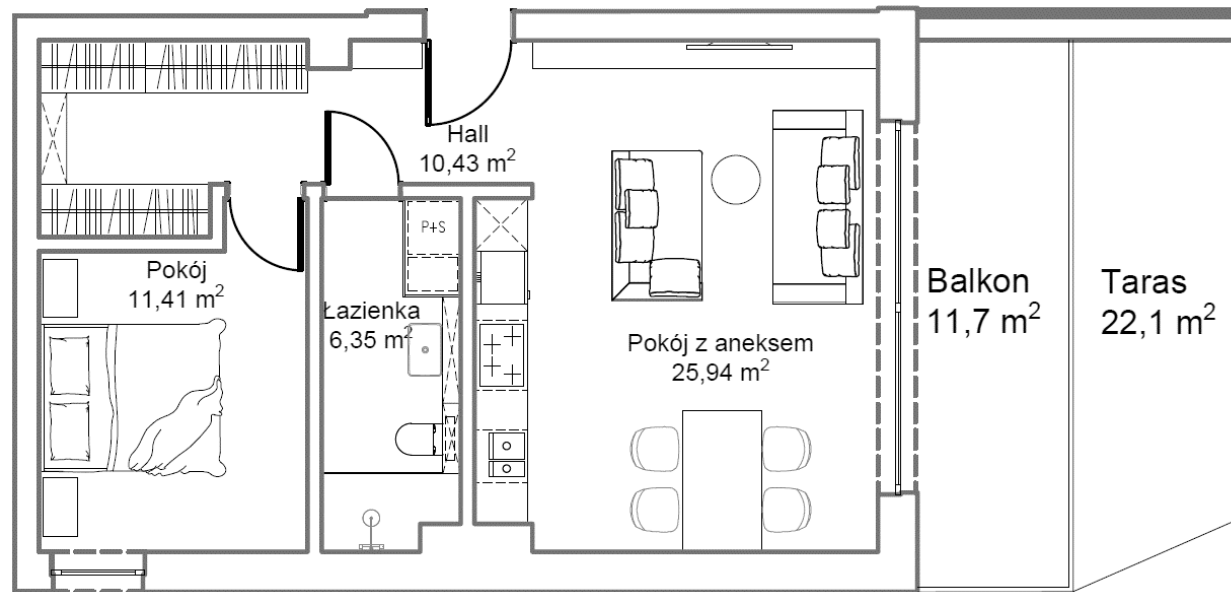 Hall
10,43 m²
P+S
Pokój
11,41 m²
Łazienka
6,35 m²
Pokój z aneksem
25,94 m²
Balkon
11,7 m²
Taras
22,1 m²